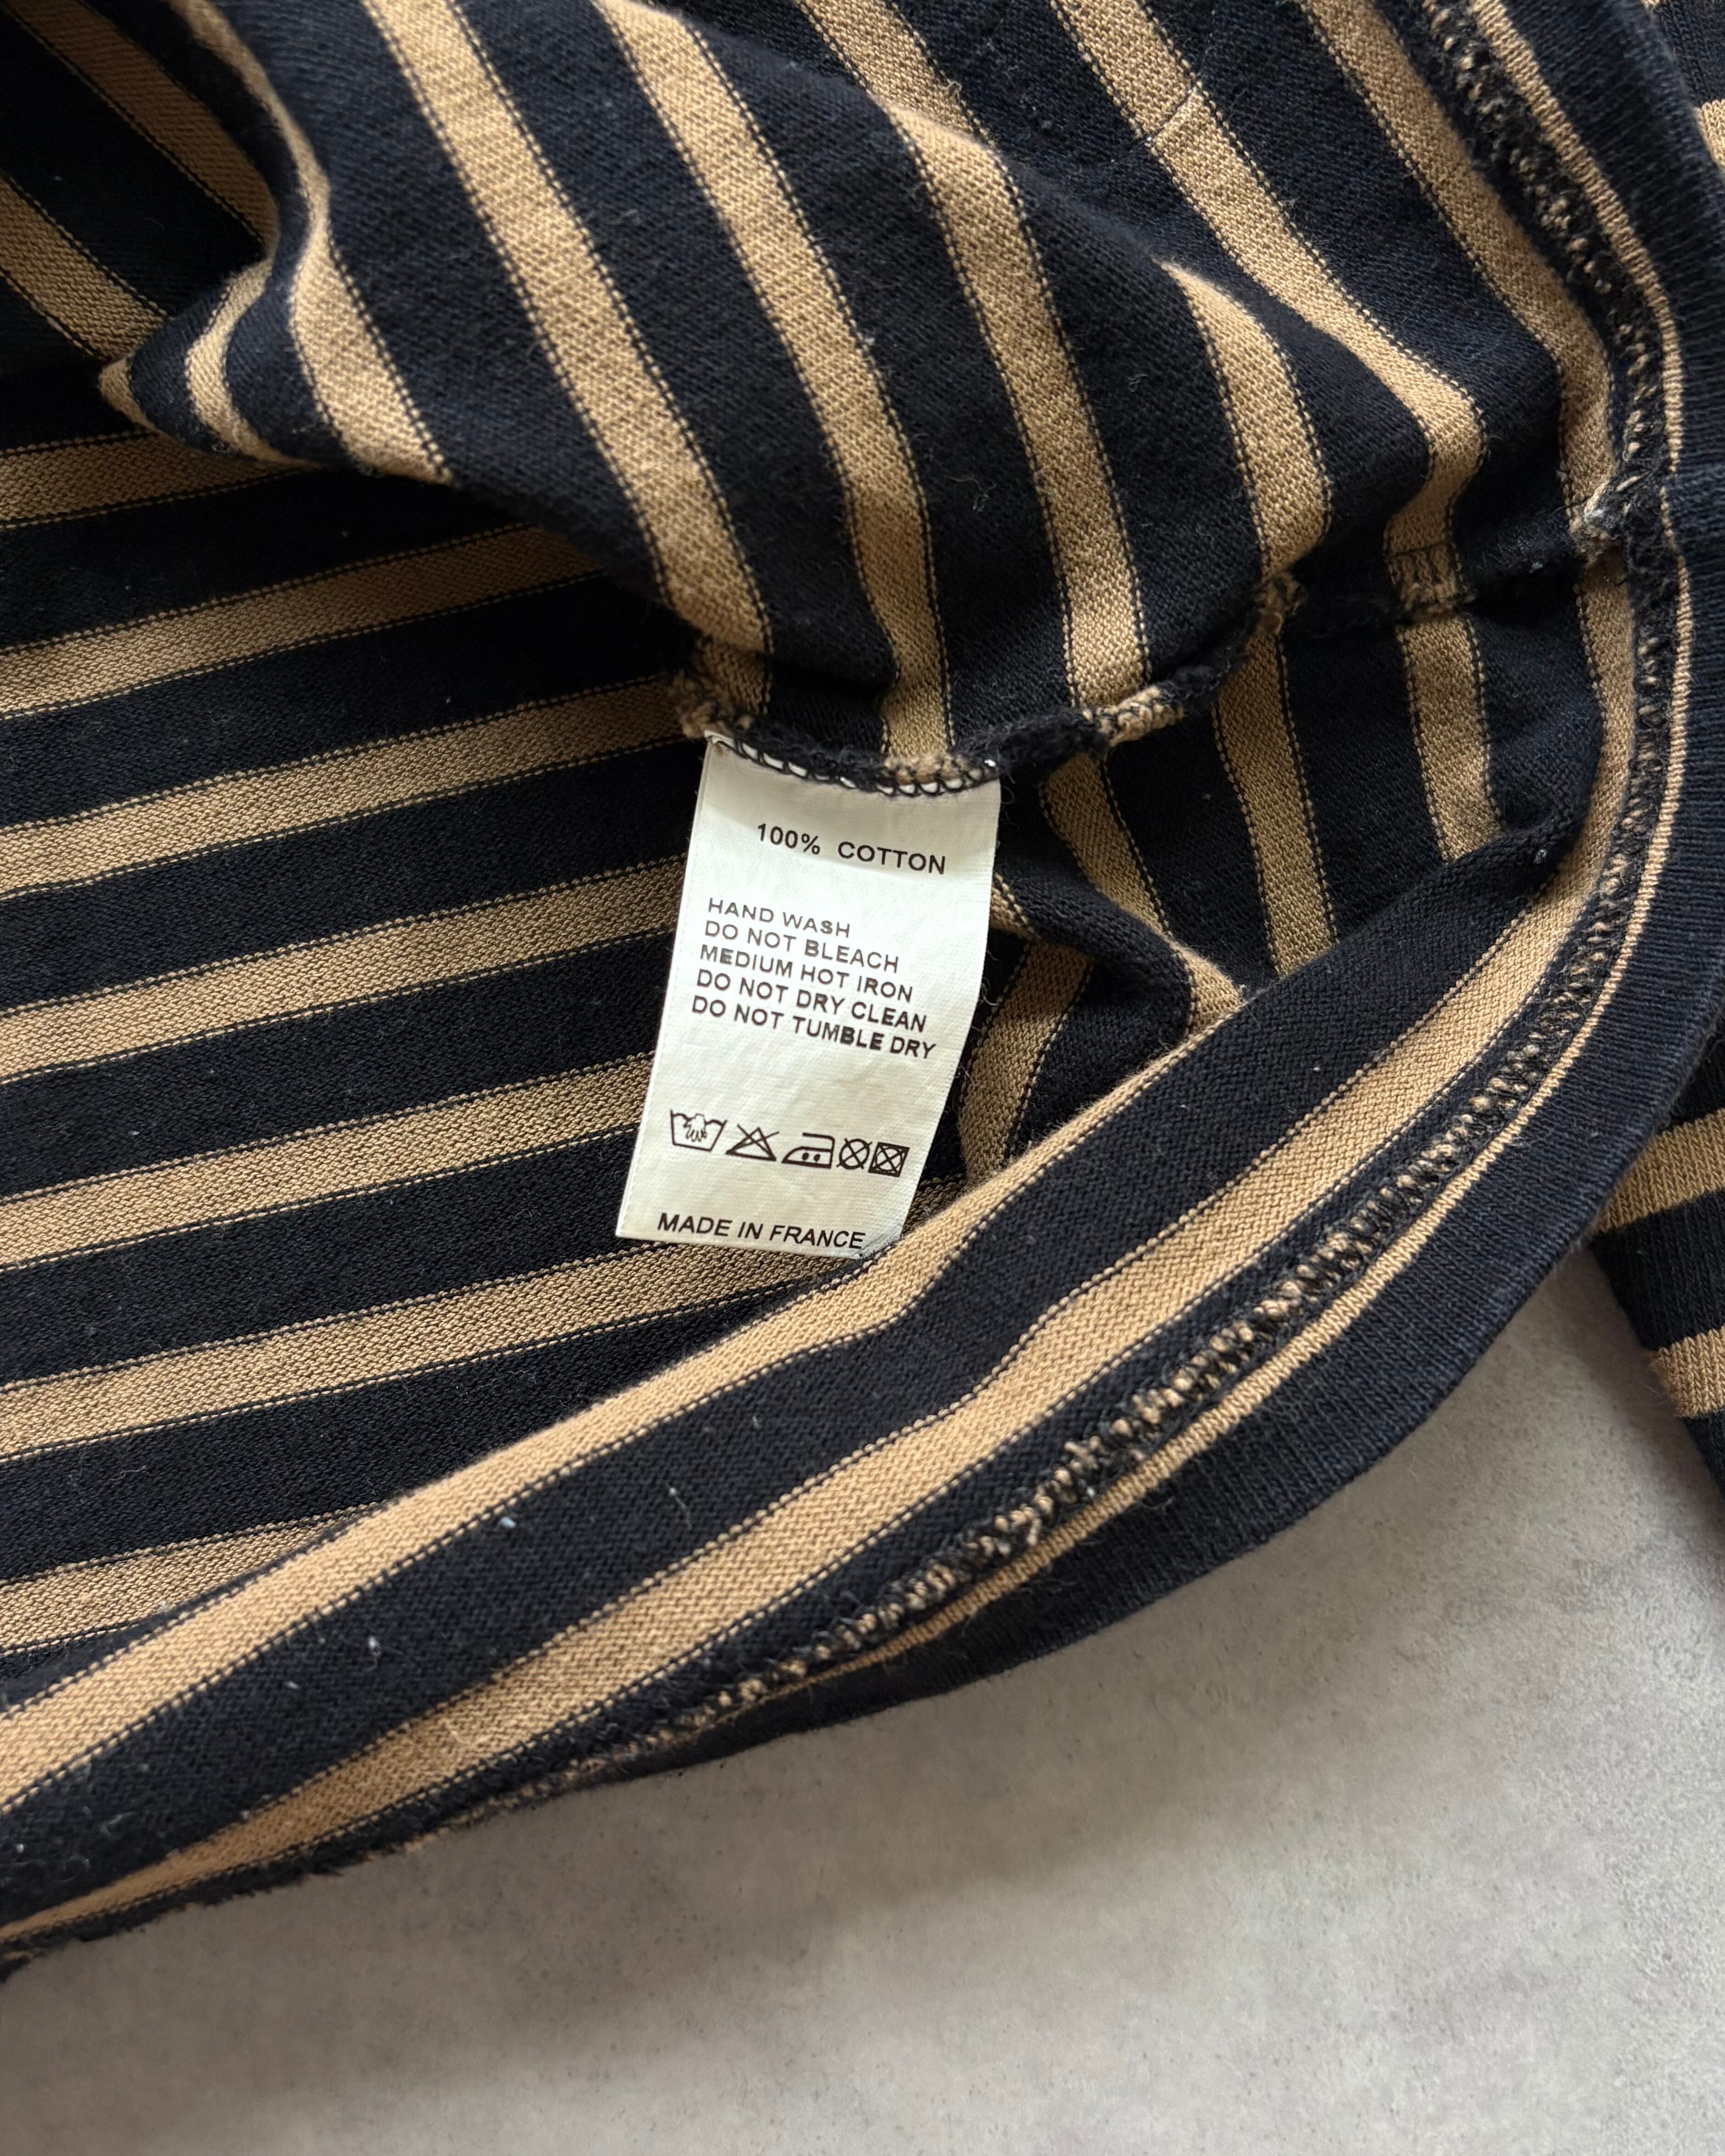 100% COTTON
HAND WASH
DO NOT BLEACH
MEDIUM HOT IRON
DO NOT DRY CLEAN
DO NOT TUMBLE DRY
MADE IN FRANCE